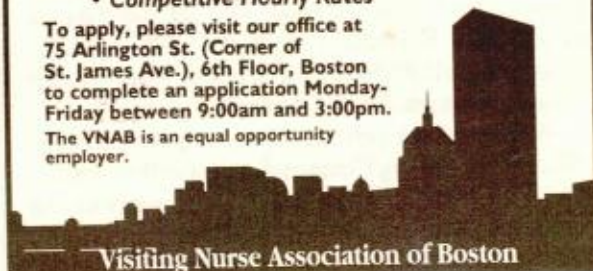 • Competitive Hourly Rates
To apply, please visit our office at
75 Arlington St. (Corner of
St. James Ave.), 6th Floor, Boston
to complete an application Monday-
Friday between 9:00am and 3:00pm.
The VNAB is an equal opportunity
employer.
Visiting Nurse Association of Boston